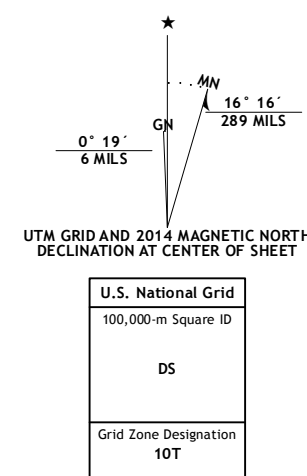 ★
MN
GN
16° 16´
289 MILS
0° 19´
6 MILS
UTM GRID AND 2014 MAGNETIC NORTH
DECLINATION AT CENTER OF SHEET
U.S. National Grid
100,000-m Square ID
DS
Grid Zone Designation
10T